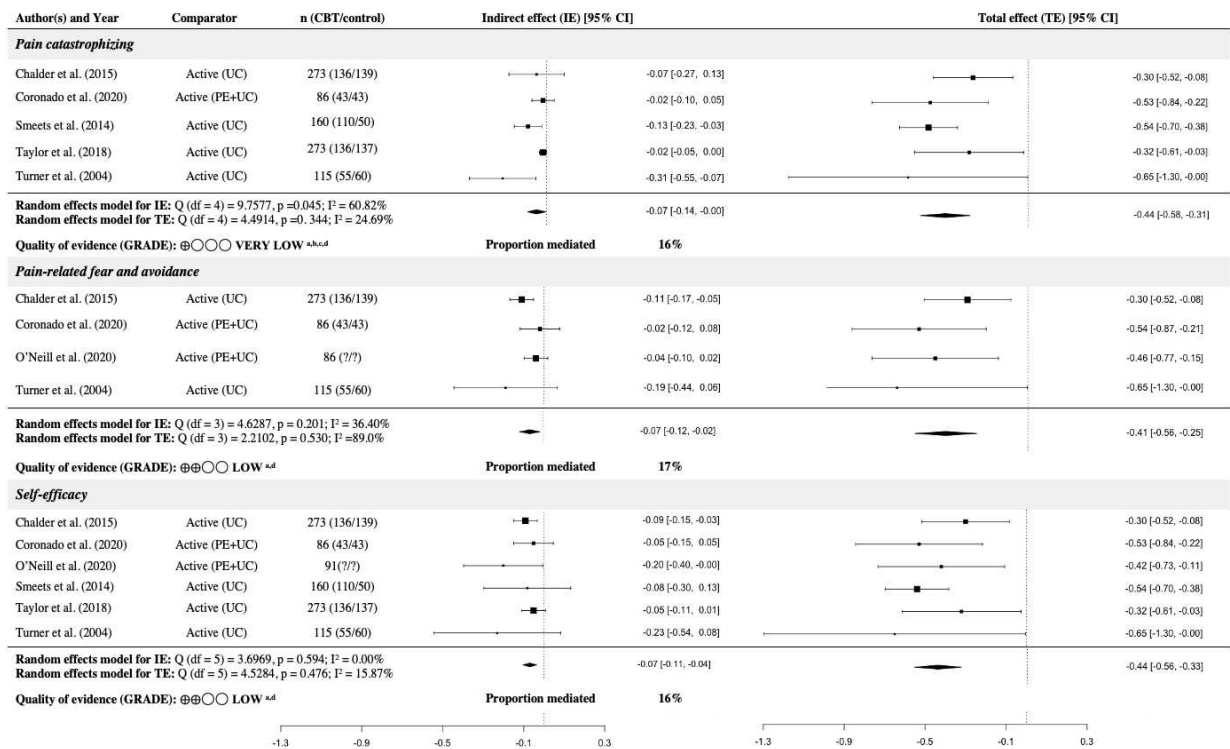 Author(s) and Year Comparator n (CBT/control) Indirect effect (IE) [95% CI] Total effect (TE) [95% CI]
Pain catastrophizing
Chalder et al. (2015) Active (UC) 273 (136/139) -0.07 [-0.27, 0.13] -0.30 [-0.52, -0.08]
Coronado et al. (2020) Active (PE+UC) 86 (43/43) -0.02 [-0.10, 0.05] -0.53 [-0.84, -0.22]
Smeets et al. (2014) Active (UC) 160 (110/50) -0.13 [-0.23, -0.03] -0.54 [-0.70, -0.38]
Taylor et al. (2018) Active (UC) 273 (136/137) -0.02 [-0.05, 0.00] -0.32 [-0.61, -0.03]
Turner et al. (2004) Active (UC) 115 (55/60) -0.31 [-0.55, -0.07] -0.65 [-1.30, -0.00]
Random effects model for IE: Q (df = 4) = 9.7577, p =0.045; I² = 60.82% -0.07 [-0.14, -0.00] -0.44 [-0.58, -0.31]
Random effects model for TE: Q (df = 4) = 4.4914, p =0. 344; I² = 24.69%
Quality of evidence (GRADE): ⊕◯◯◯ VERY LOW a,b,c,d Proportion mediated 16%
Pain-related fear and avoidance
Chalder et al. (2015) Active (UC) 273 (136/139) -0.11 [-0.17, -0.05] -0.30 [-0.52, -0.08]
Coronado et al. (2020) Active (PE+UC) 86 (43/43) -0.02 [-0.12, 0.08] -0.54 [-0.87, -0.21]
O'Neill et al. (2020) Active (PE+UC) 86 (?/?) -0.04 [-0.10, 0.02] -0.46 [-0.77, -0.15]
Turner et al. (2004) Active (UC) 115 (55/60) -0.19 [-0.44, 0.06] -0.65 [-1.30, -0.00]
Random effects model for IE: Q (df = 3) = 4.6287, p = 0.201; I² = 36.40% -0.07 [-0.12, -0.02] -0.41 [-0.56, -0.25]
Random effects model for TE: Q (df = 3) = 2.2102, p = 0.530; I² =89.0%
Quality of evidence (GRADE): ⊕⊕◯◯ LOW a,d Proportion mediated 17%
Self-efficacy
Chalder et al. (2015) Active (UC) 273 (136/139) -0.09 [-0.15, -0.03] -0.30 [-0.52, -0.08]
Coronado et al. (2020) Active (PE+UC) 86 (43/43) -0.05 [-0.15, 0.05] -0.53 [-0.84, -0.22]
O'Neill et al. (2020) Active (PE+UC) 91(?/?) -0.20 [-0.40, -0.00] -0.42 [-0.73, -0.11]
Smeets et al. (2014) Active (UC) 160 (110/50) -0.08 [-0.30, 0.13] -0.54 [-0.70, -0.38]
Taylor et al. (2018) Active (UC) 273 (136/137) -0.05 [-0.11, 0.01] -0.32 [-0.61, -0.03]
Turner et al. (2004) Active (UC) 115 (55/60) -0.23 [-0.54, 0.08] -0.65 [-1.30, -0.00]
Random effects model for IE: Q (df = 5) = 3.6969, p = 0.594; I² = 0.00% -0.07 [-0.11, -0.04] -0.44 [-0.56, -0.33]
Random effects model for TE: Q (df = 5) = 4.5284, p = 0.476; I² = 15.87%
Quality of evidence (GRADE): ⊕⊕◯◯ LOW a,d Proportion mediated 16%
-1.3 -0.9 -0.5 -0.1 0.3 -1.3 -0.9 -0.5 -0.1 0.3